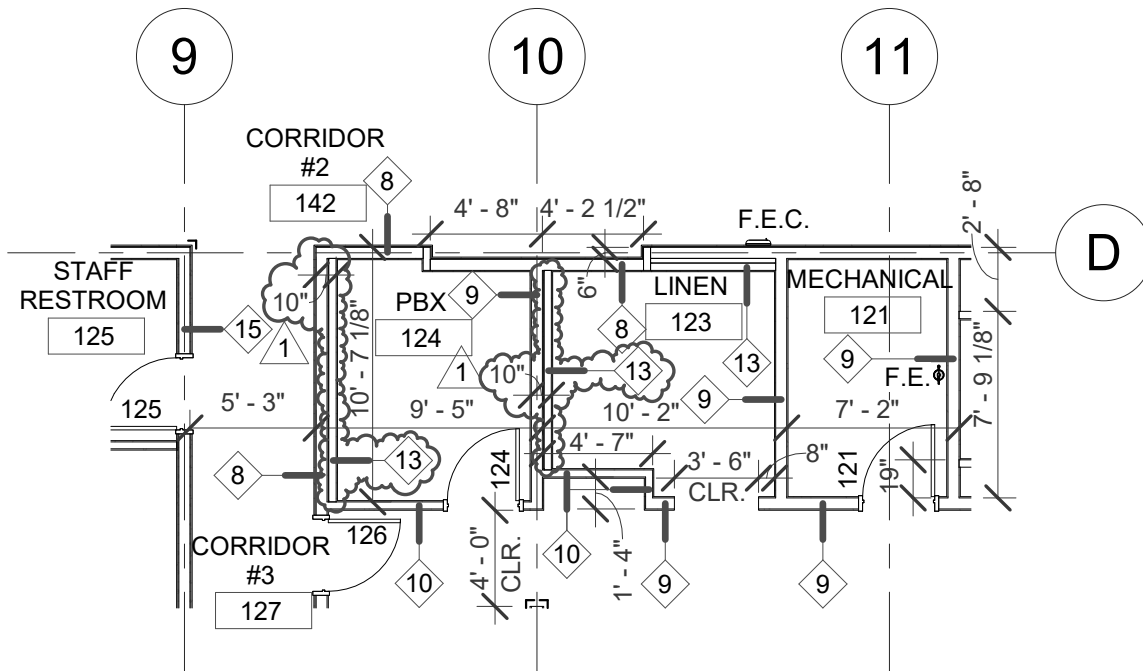 9
10
11
CORRIDOR
#2
142
8
4' - 8"
4' - 2 1/2"
F.E.C.
2' - 8"
D
STAFF
RESTROOM
125
15
10"
1
PBX
124
9
6"
8
LINEN
123
MECHANICAL
121
9
F.E.
10' - 7 1/8"
1
10"
13
13
7' - 9 1/8"
125
5' - 3"
9' - 5"
10' - 2"
9
7' - 2"
4' - 7"
8
13
124
3' - 6"
CLR.
8"
121
19"
126
CORRIDOR
#3
127
10
4' - 0"
CLR.
10
1' - 4"
9
9